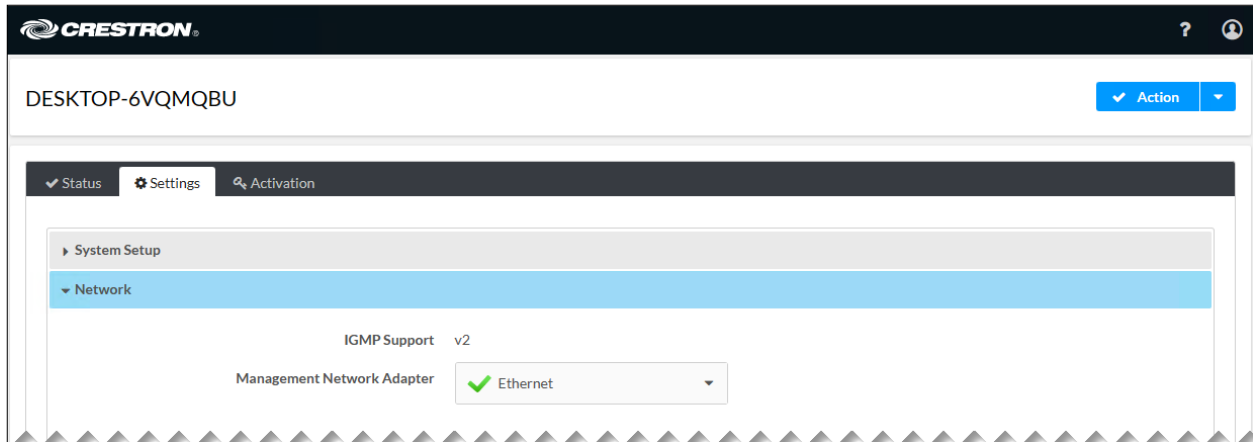 CRESTRON®
?
DESKTOP-6VQMQBU
Action
Status Settings Activation
System Setup
Network
IGMP Support v2
Management Network Adapter Ethernet